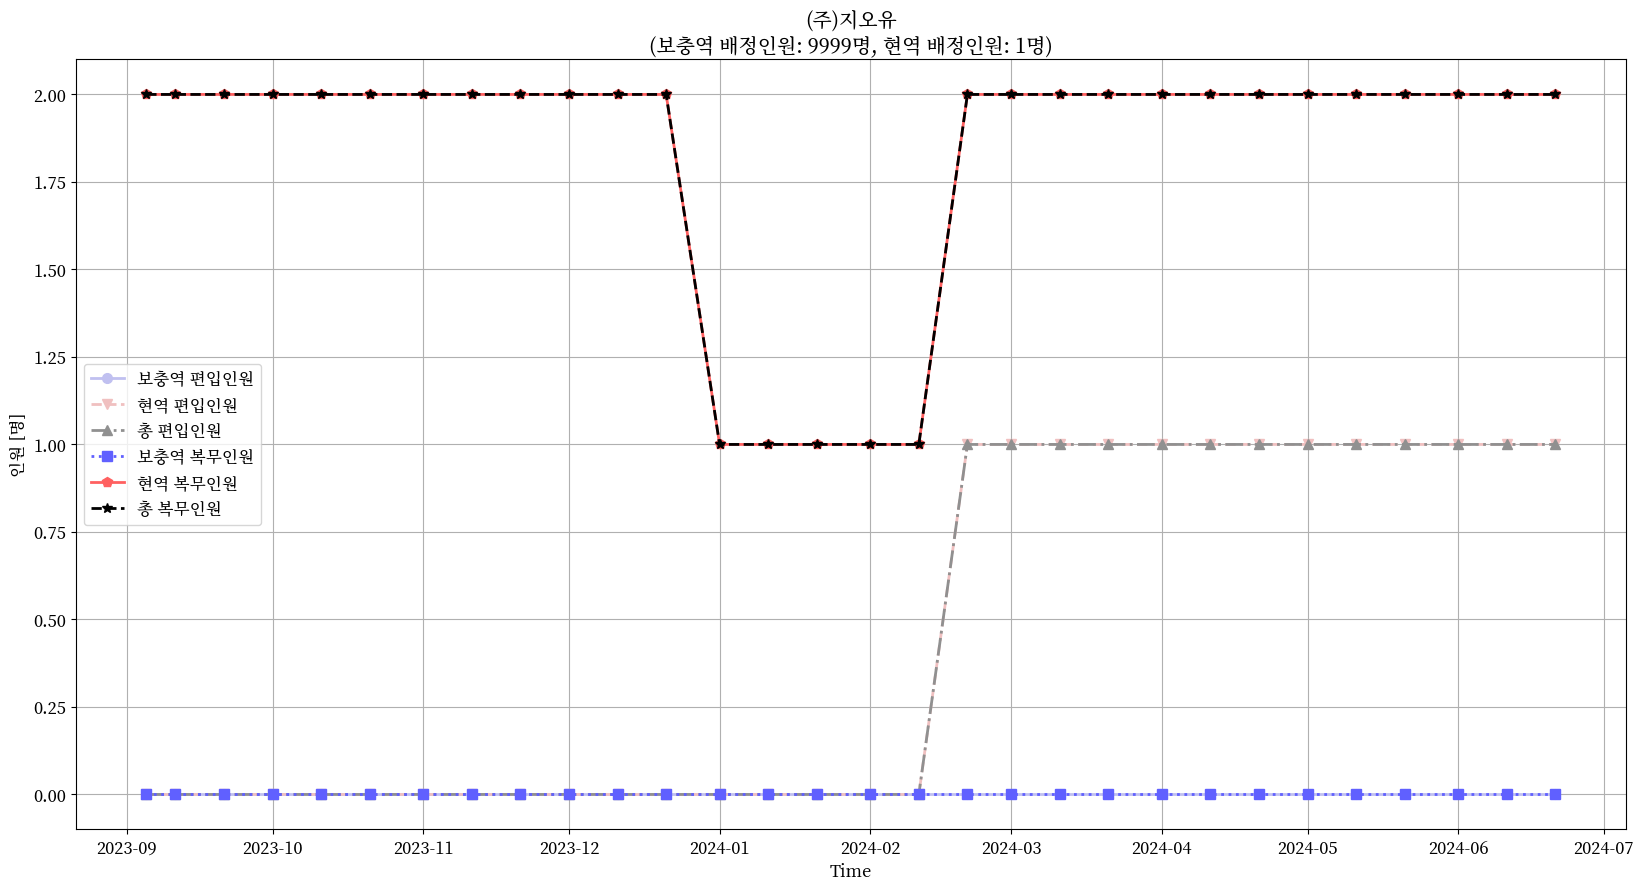 (주)지오유
(보충역 배정인원: 9999명, 현역 배정인원: 1명)
인원 [명]
2.00
1.75
1.50
1.25
1.00
0.75
0.50
0.25
0.00
보충역 편입인원
현역 편입인원
총 편입인원
보충역 복무인원
현역 복무인원
총 복무인원
2023-09 2023-10 2023-11 2023-12 2024-01 2024-02 2024-03 2024-04 2024-05 2024-06 2024-07
Time